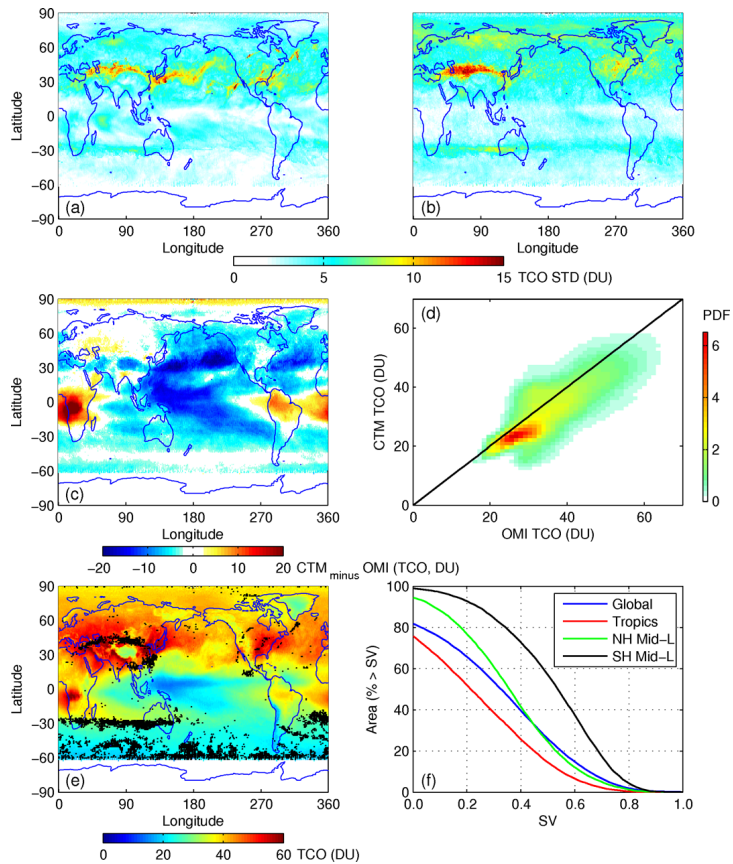 90
60
30
0
−30
−60
−90
Latitude
(a)
0 90 180 270 360
Longitude
90
60
30
0
−30
−60
−90
(b)
0 90 180 270 360
Longitude
0 5 10 15
TCO STD (DU)
90
60
30
0
−30
−60
−90
Latitude
(c)
0 90 180 270 360
Longitude
−20 −10 0 10 20
CTM minus OMI (TCO, DU)
(d)
60
40
20
0
CTM TCO (DU)
0 20 40 60
OMI TCO (DU)
PDF
6
4
2
0
90
60
30
0
−30
−60
−90
Latitude
(e)
0 90 180 270 360
Longitude
0 20 40 60
TCO (DU)
100
80
60
40
20
0
Area (% > SV)
Global
Tropics
NH Mid−L
SH Mid−L
(f)
0.0 0.2 0.4 0.6 0.8 1.0
SV